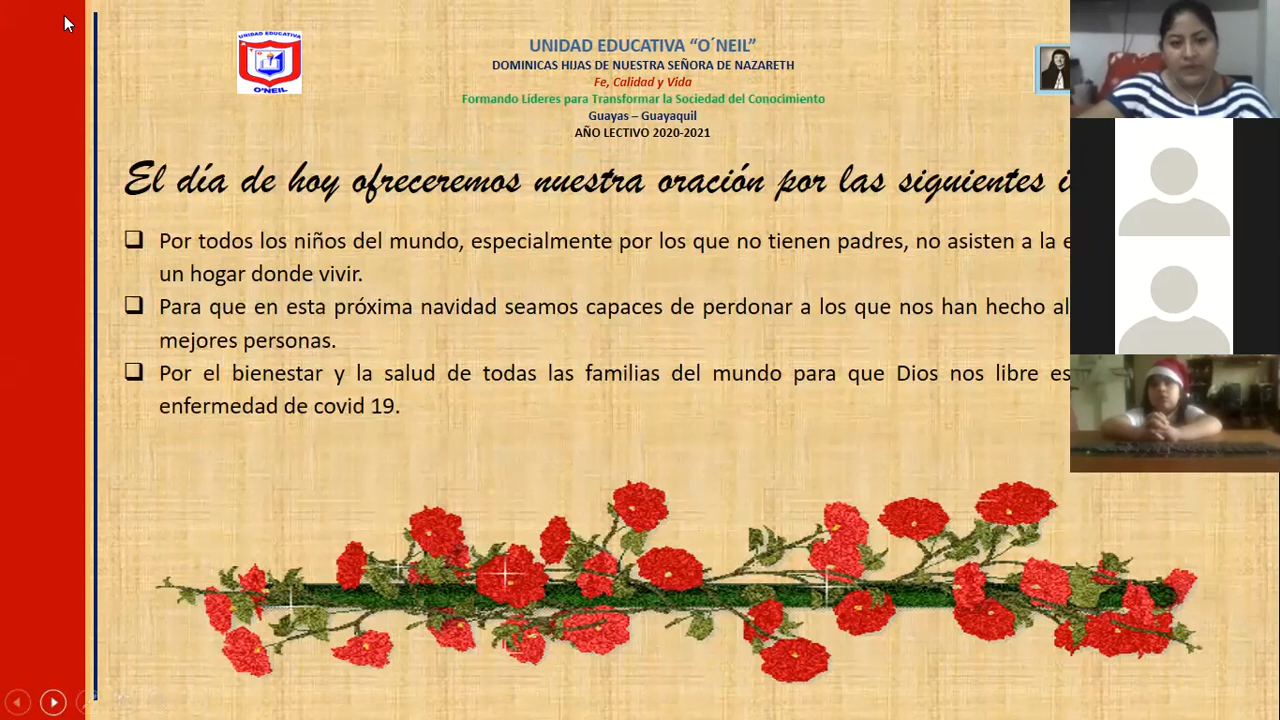 UNIDAD EDUCATIVA
O'NEIL
UNIDAD EDUCATIVA “O´NEIL”
DOMINICAS HIJAS DE NUESTRA SEÑORA DE NAZARETH
Fe, Calidad y Vida
Formando Líderes para Transformar la Sociedad del Conocimiento
Guayas – Guayaquil
AÑO LECTIVO 2020-2021
El día de hoy ofreceremos nuestra oración por las siguientes
Por todos los niños del mundo, especialmente por los que no tienen padres, no asisten a la
un hogar donde vivir.
Para que en esta próxima navidad seamos capaces de perdonar a los que nos han hecho
mejores personas.
Por el bienestar y la salud de todas las familias del mundo para que Dios nos libre
enfermedad de covid 19.